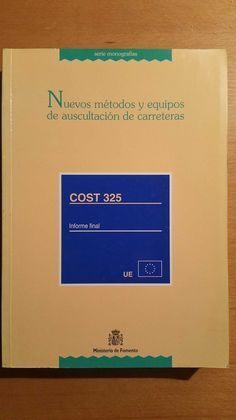 serie monografías
Nuevos métodos y equipos
de auscultación de carreteras
COST 325
Informe final
UE
Ministerio de Fomento